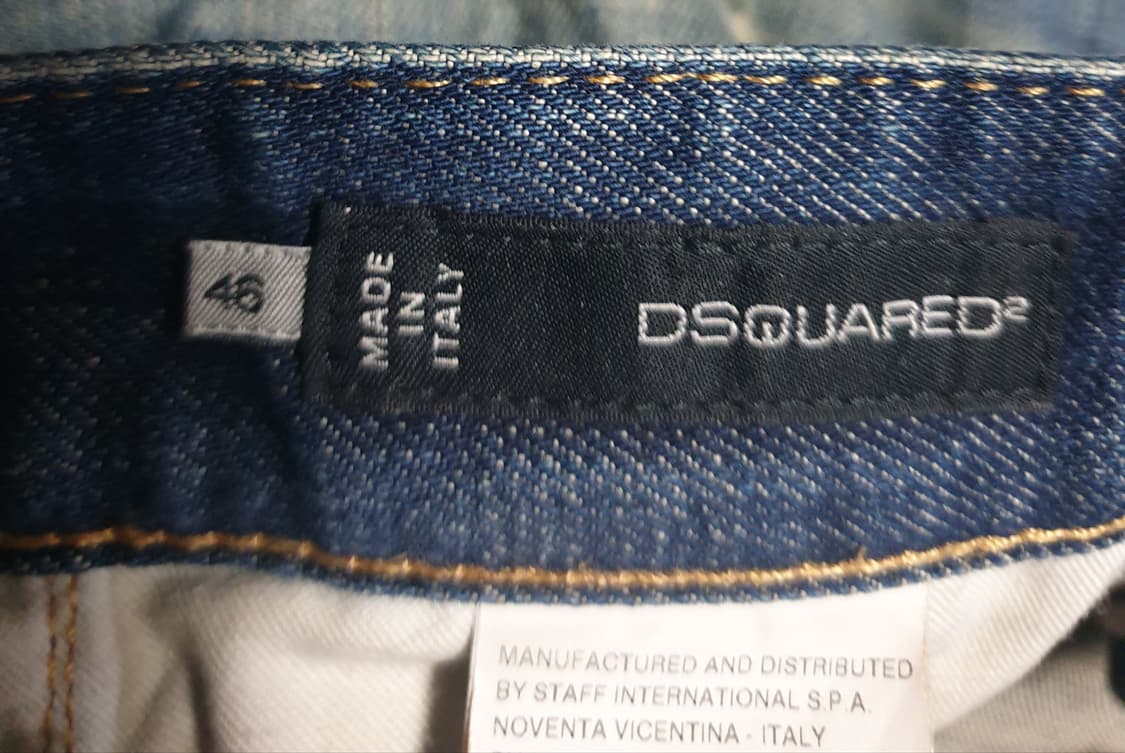 46
MADE
IN
ITALY
DSQUARED2
MANUFACTURED AND DISTRIBUTED
BY STAFF INTERNATIONAL S.P.A.
NOVENTA VICENTINA - ITALY